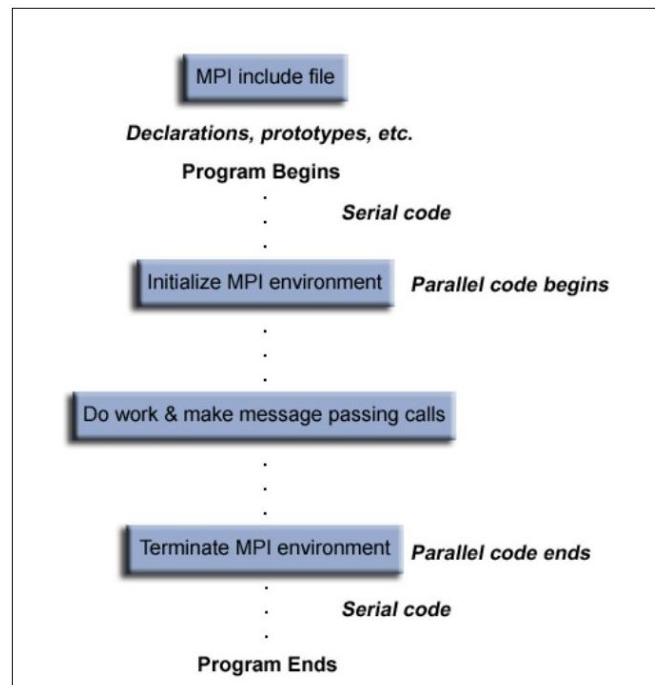 MPI include file
Declarations, prototypes, etc.
Program Begins
Serial code
Initialize MPI environment
Parallel code begins
Do work & make message passing calls
Terminate MPI environment
Parallel code ends
Serial code
Program Ends